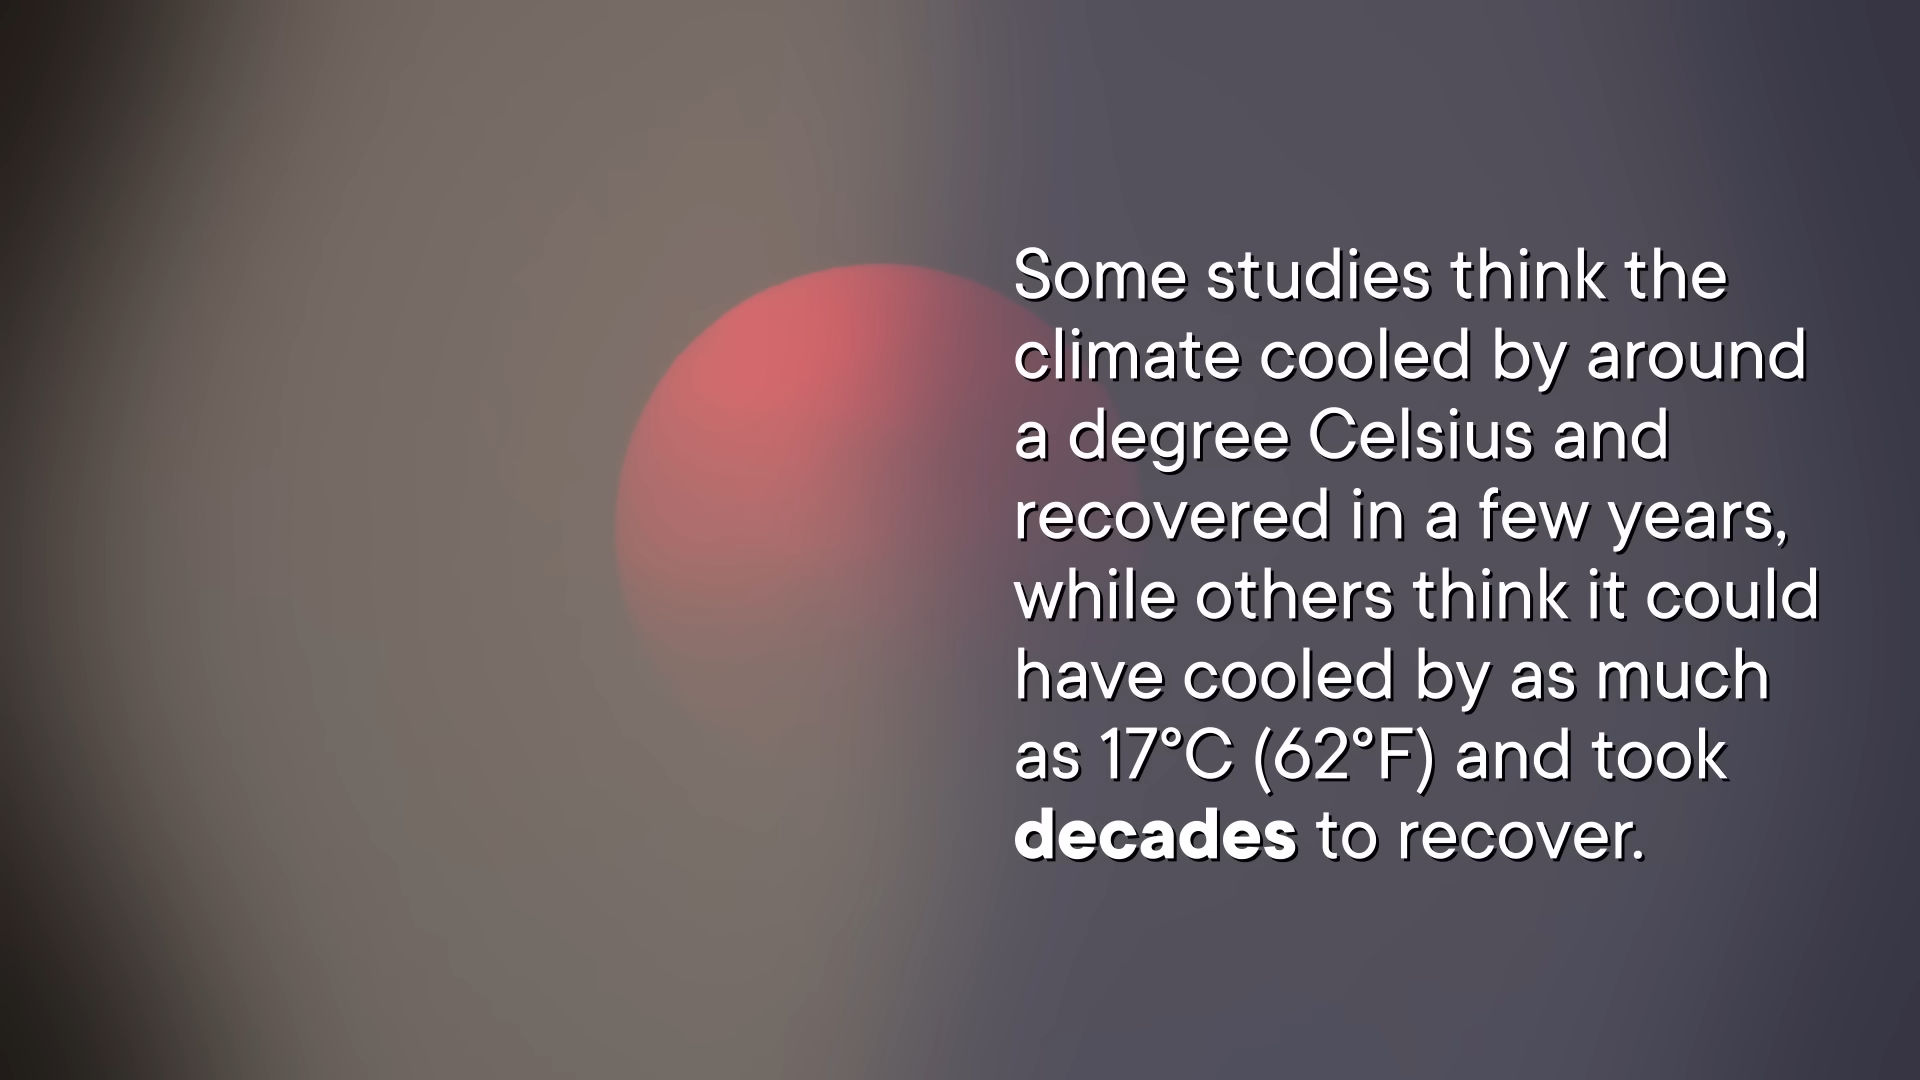 Some studies think the
climate cooled by around
a degree Celsius and
recovered in a few years,
while others think it could
have cooled by as much
as 17°C (62°F) and took
decades to recover.